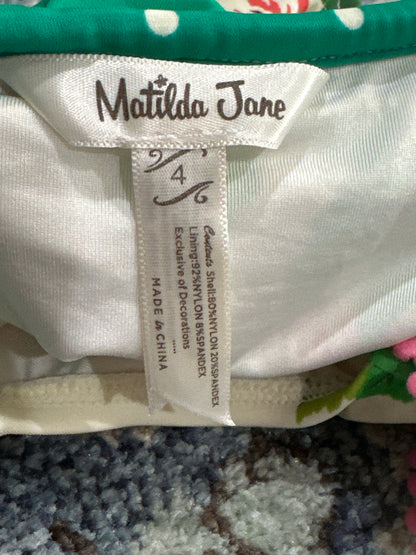 Matilda Jane
4
Contents Shell:80%NYLON 20%SPANDEX
Lining:92%NYLON 8%SPANDEX
Exclusive of Decorations
.....
MADE in CHINA